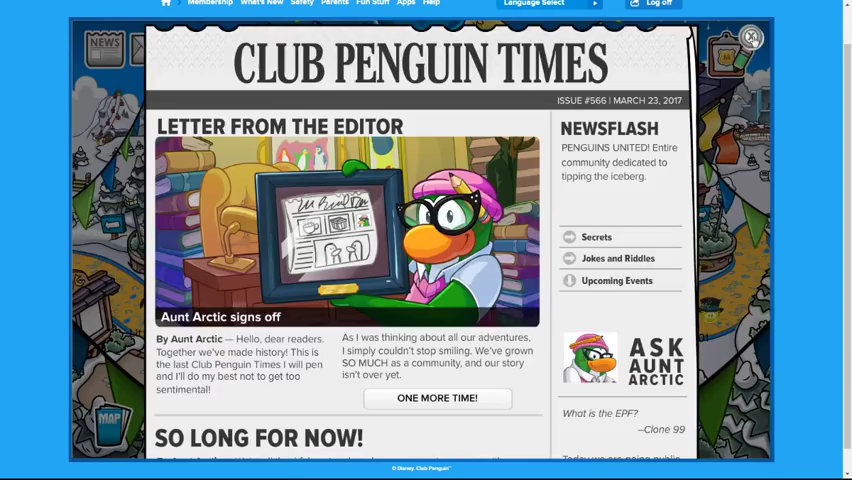 Membership What's New Safety Parents Fun Stuff Apps Help Language Select Log off
NEWS
CLUB PENGUIN TIMES
ISSUE #566 | MARCH 23, 2017
LETTER FROM THE EDITOR
Aunt Arctic signs off
By Aunt Arctic — Hello, dear readers.
Together we've made history! This is
the last Club Penguin Times I will pen
and I'll do my best not to get too
sentimental!
As I was thinking about all our adventures,
I simply couldn't stop smiling. We've grown
SO MUCH as a community, and our story
isn't over yet.
ONE MORE TIME!
SO LONG FOR NOW!
NEWSFLASH
PENGUINS UNITED! Entire
community dedicated to
tipping the iceberg.
Secrets
Jokes and Riddles
Upcoming Events
ASK
AUNT
ARCTIC
What is the EPF?
--Clone 99
Today we are going public
MAP
© Disney. Club Penguin™